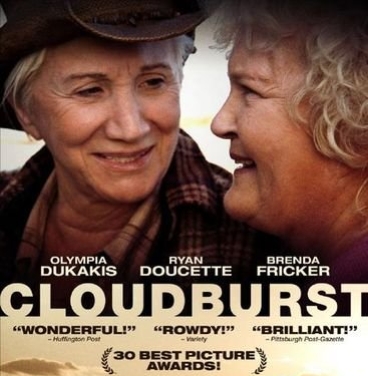 OLYMPIA RYAN BRENDA
DUKAKIS DOUCETTE FRICKER
CLOUDBURST
“WONDERFUL!” “ROWDY!” “BRILLIANT!”
– Huffington Post – Variety – Pittsburgh Post-Gazette
30 BEST PICTURE
AWARDS!